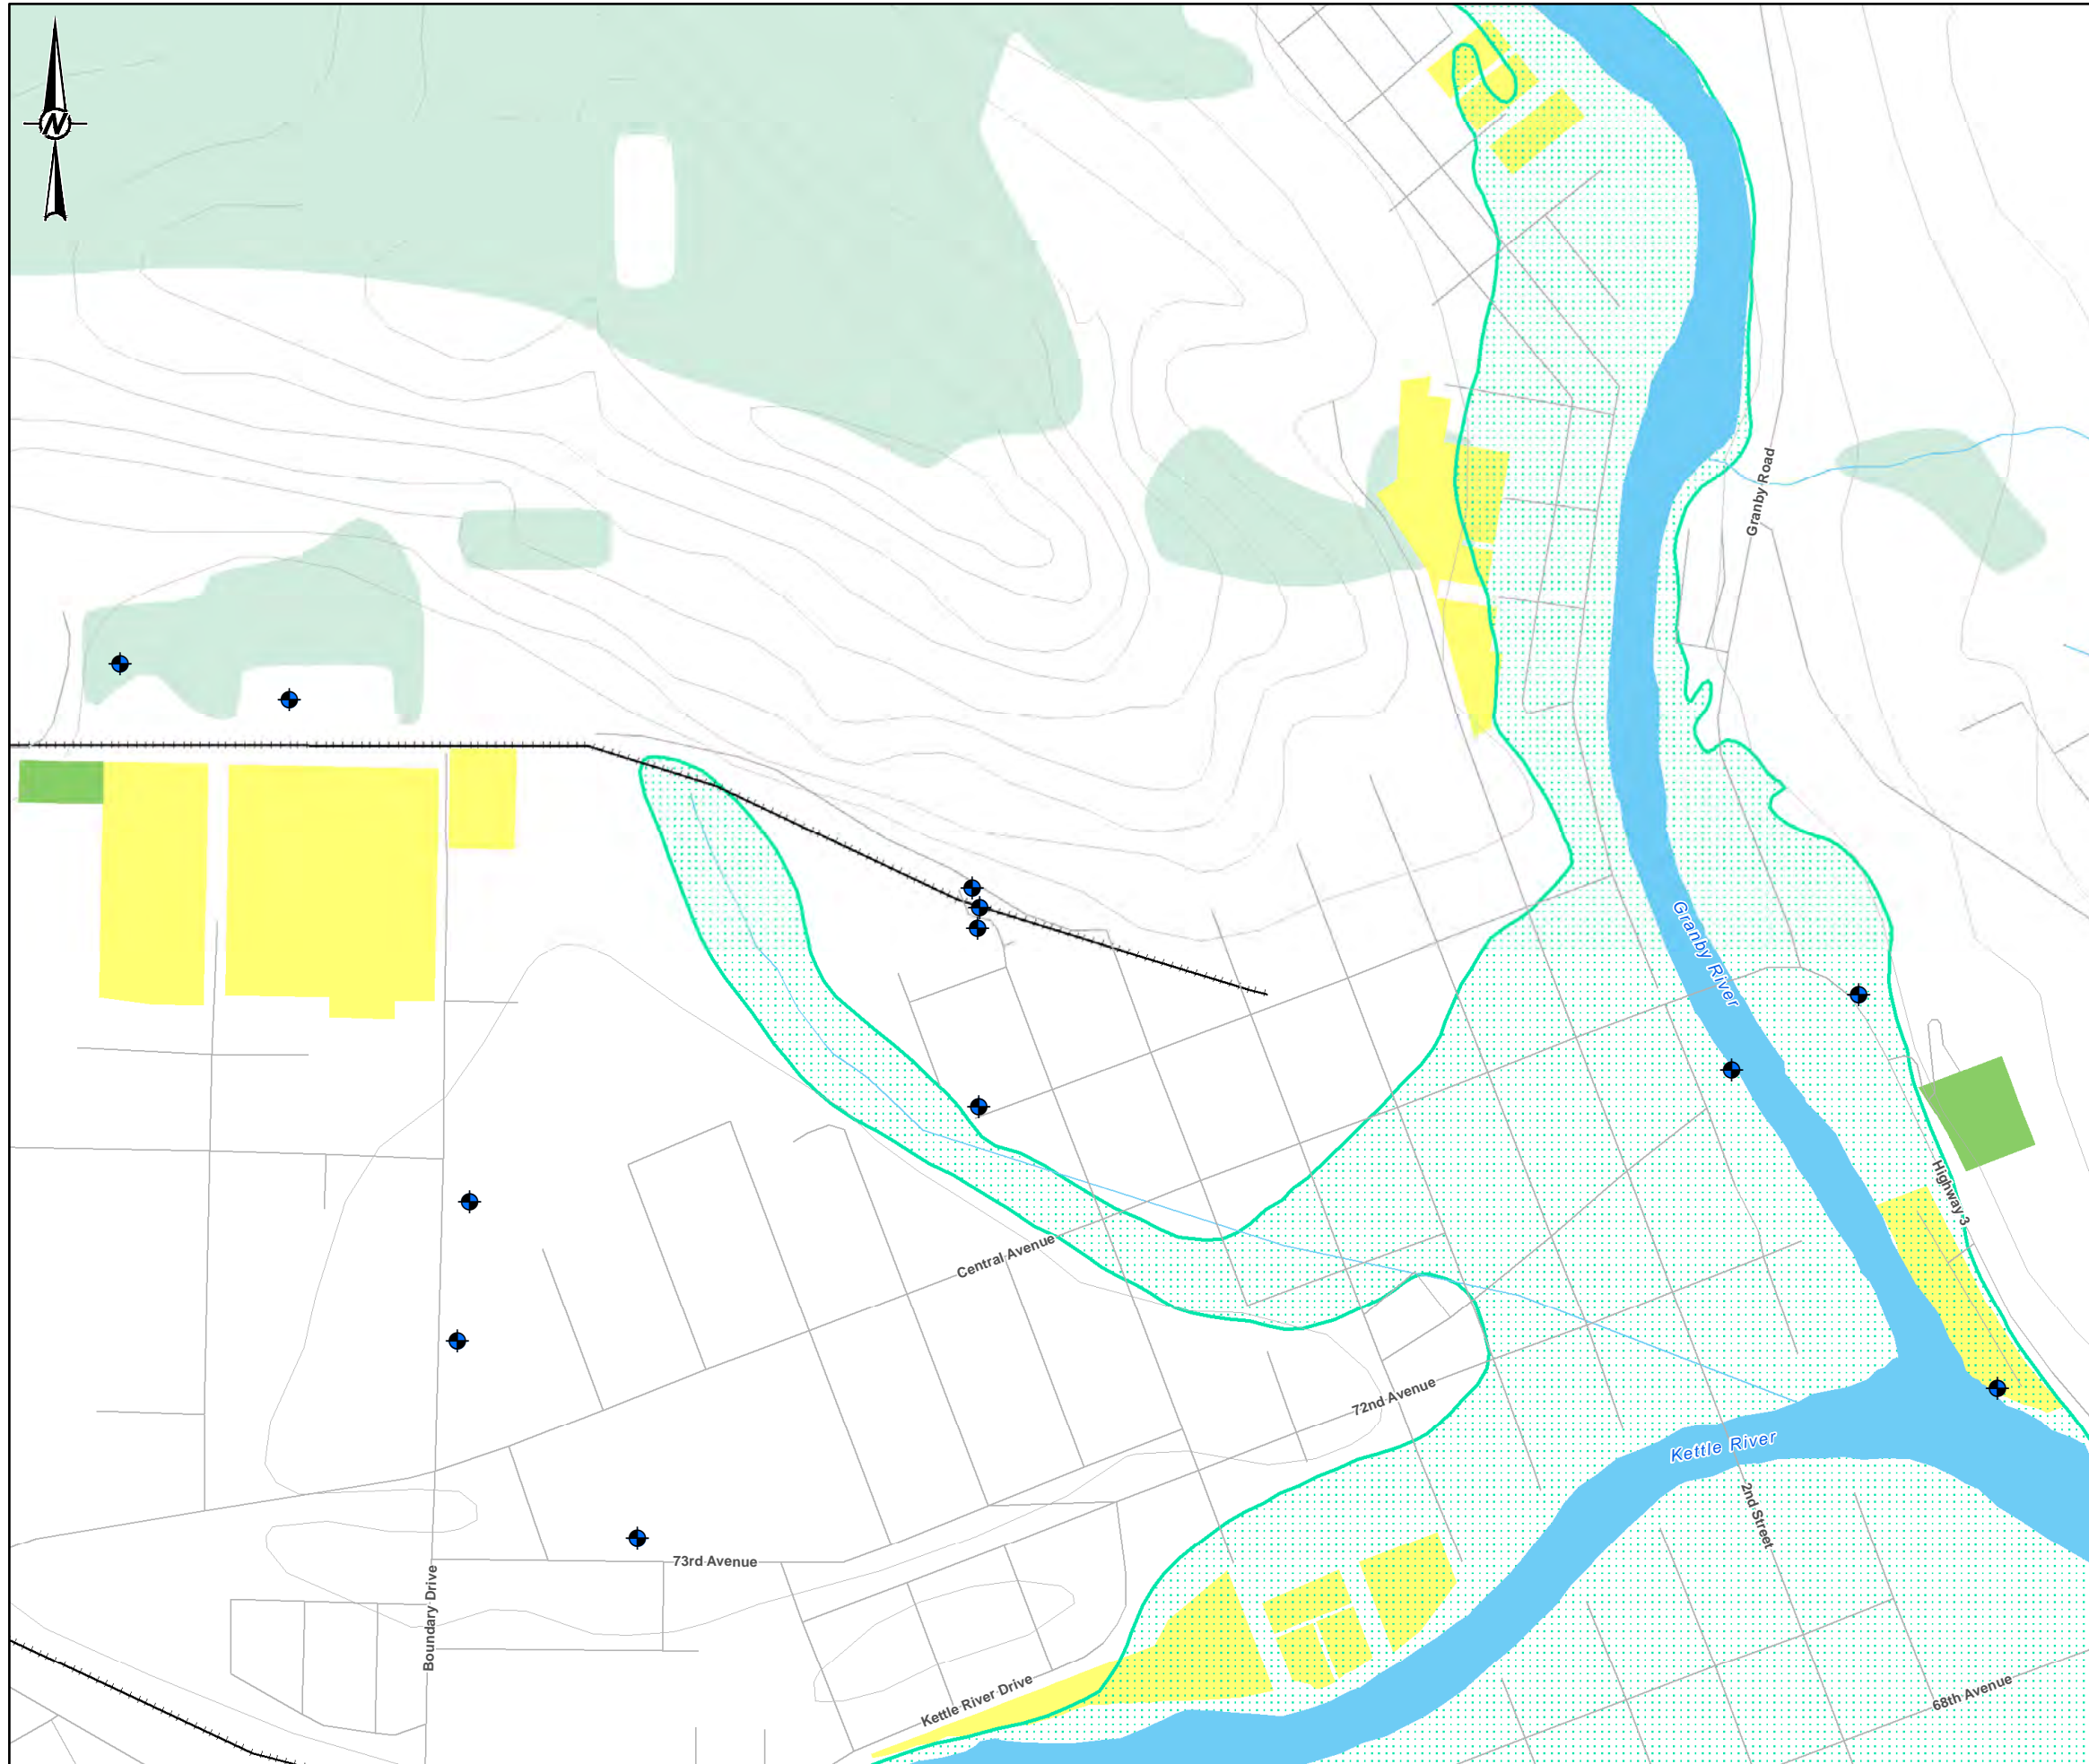 N
Granby Road
Granby River
Highway 3
Central Avenue
72nd Avenue
Kettle River
2nd Street
73rd Avenue
Boundary Drive
Kettle River Drive
68th Avenue